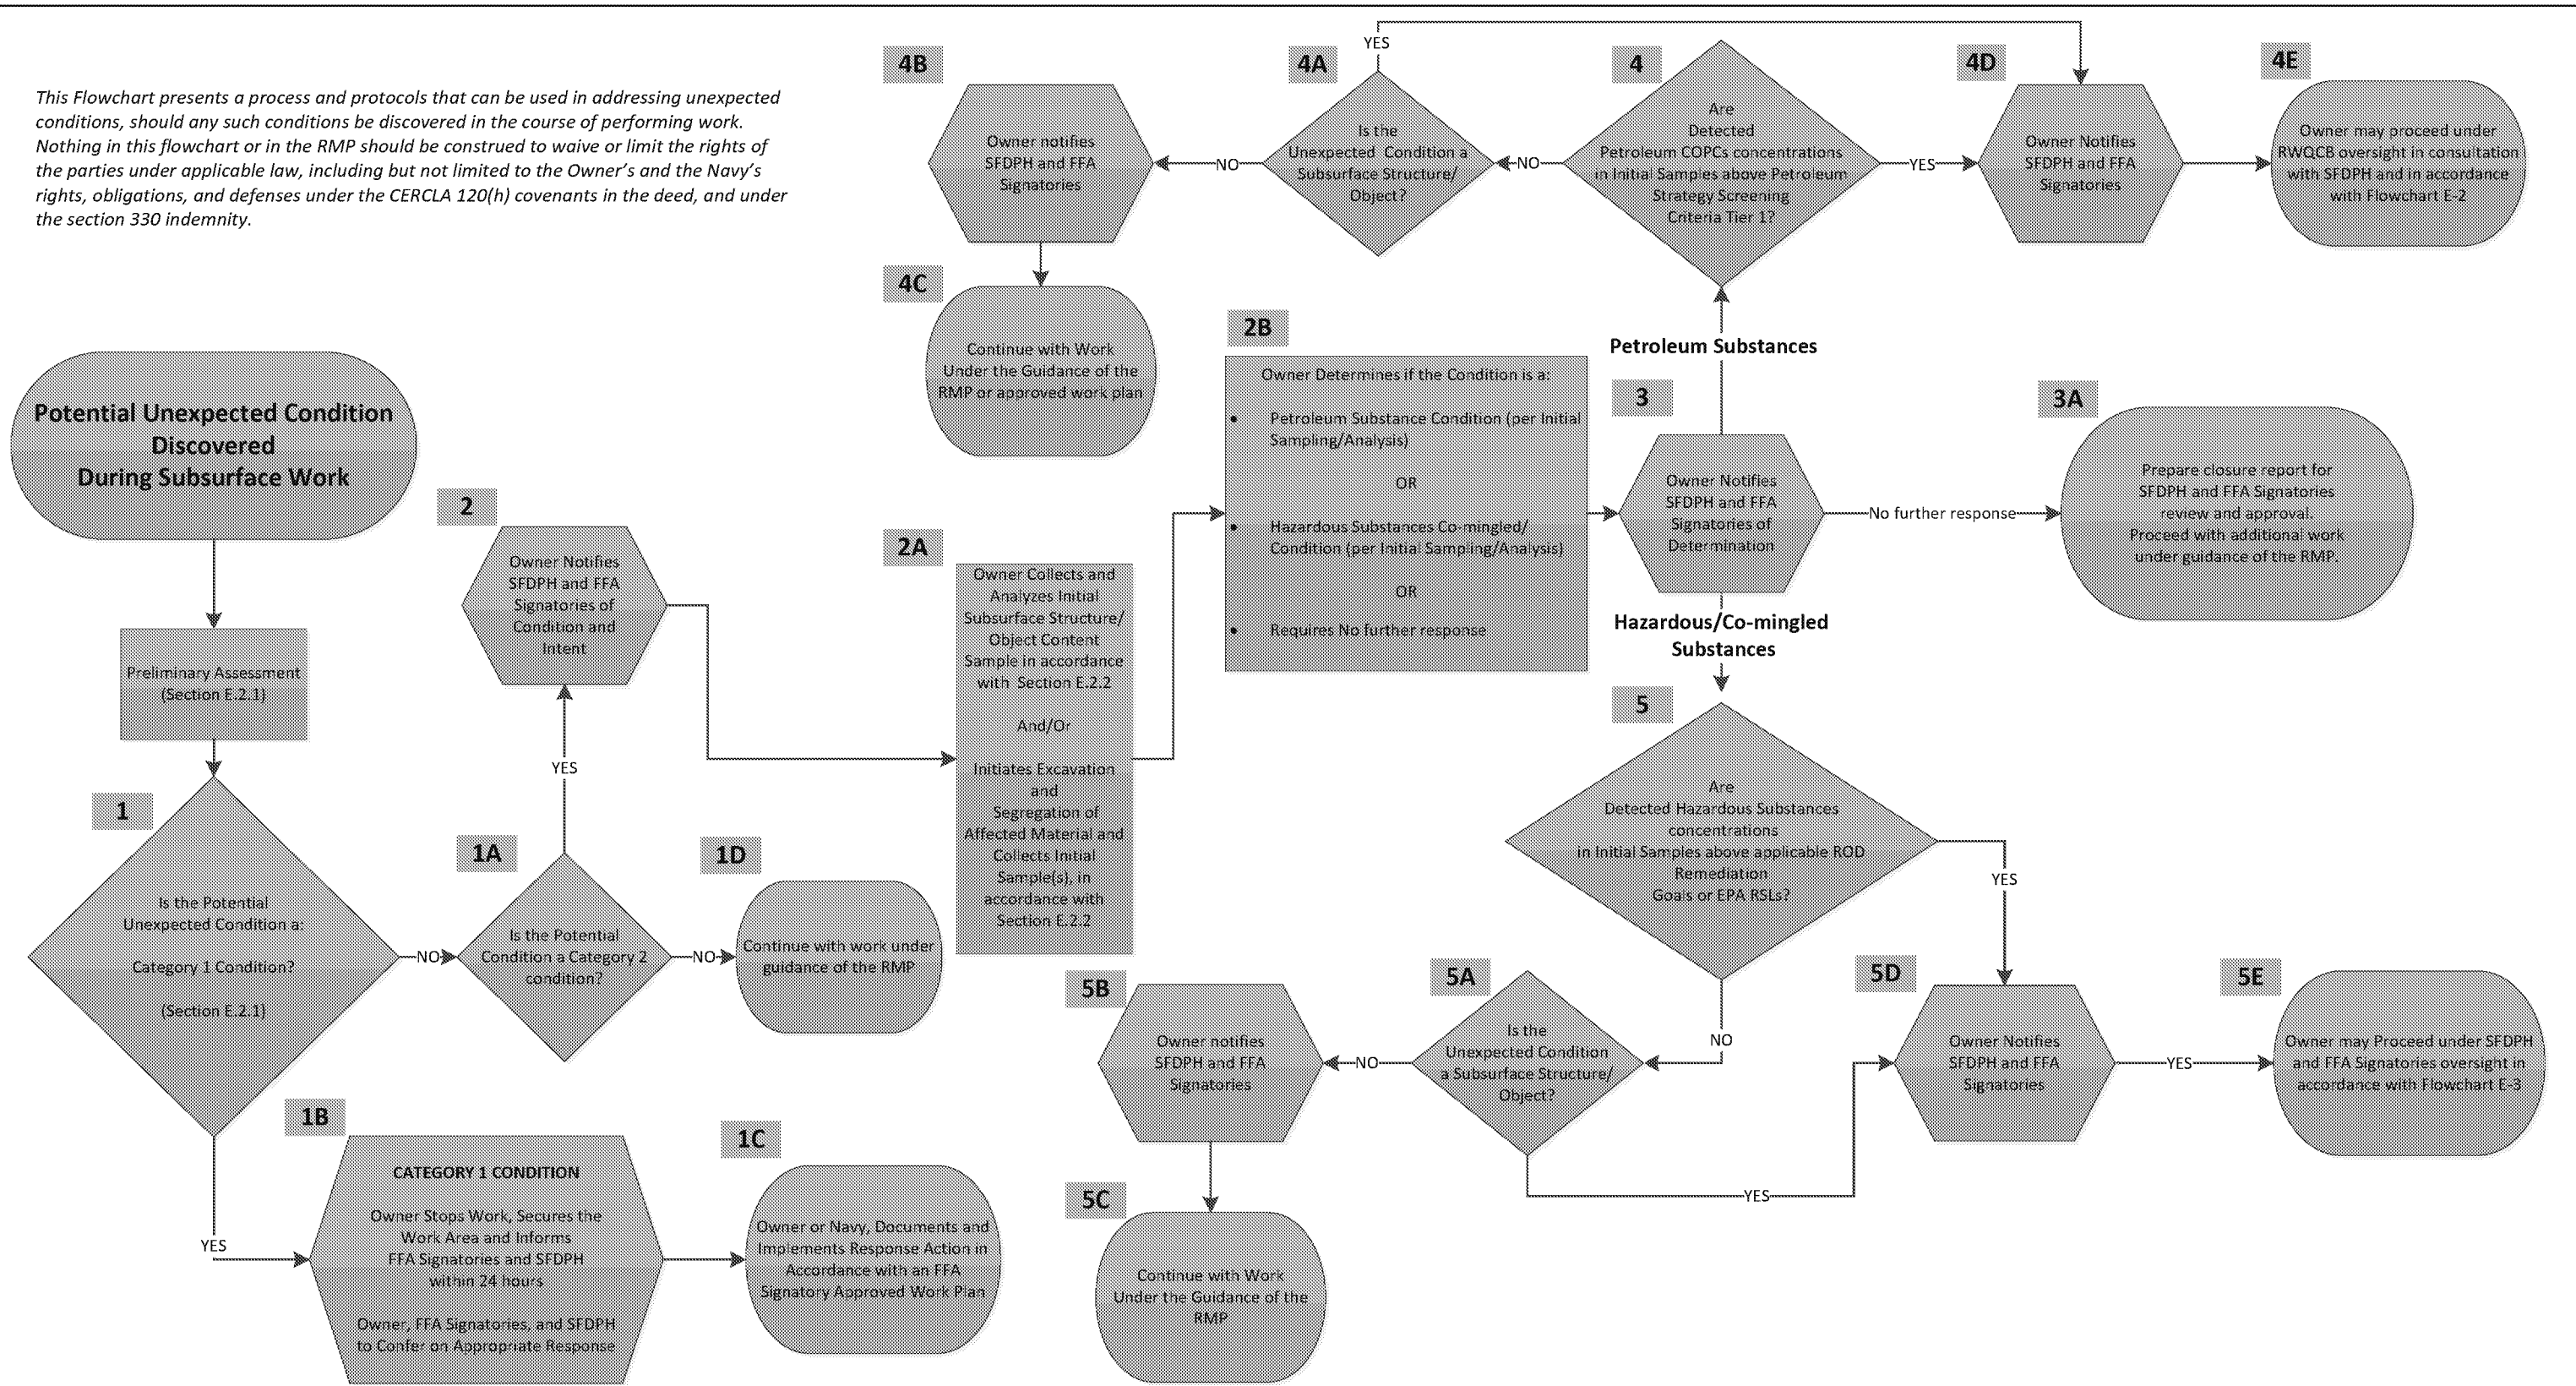 This Flowchart presents a process and protocols that can be used in addressing unexpected
conditions, should any such conditions be discovered in the course of performing work.
Nothing in this flowchart or in the RMP should be construed to waive or limit the rights of
the parties under applicable law, including but not limited to the Owner's and the Navy's
rights, obligations, and defenses under the CERCLA 120(h) covenants in the deed, and under
the section 330 indemnity.
Potential Unexpected Condition
Discovered
During Subsurface Work
Preliminary Assessment
(Section E.2.1)
1
Is the Potential
Unexpected Condition a:
Category 1 Condition?
(Section E.2.1)
NO
YES
1A
Is the Potential
Condition a Category 2
condition?
YES
NO
1D
Continue with work under
guidance of the RMP
1B
CATEGORY 1 CONDITION
Owner Stops Work, Secures the
Work Area and Informs
FFA Signatories and SFDPH
within 24 hours
Owner, FFA Signatories, and SFDPH
to Confer on Appropriate Response
1C
Owner or Navy, Documents and
Implements Response Action in
Accordance with an FFA
Signatory Approved Work Plan
2
Owner Notifies
SFDPH and FFA
Signatories of
Condition and
Intent
2A
Owner Collects and
Analyzes Initial
Subsurface Structure/
Object Content
Sample in accordance
with Section E.2.2
And/Or
Initiates Excavation
and
Segregation of
Affected Material and
Collects Initial
Sample(s), in
accordance with
Section E.2.2
2B
Owner Determines if the Condition is a:
• Petroleum Substance Condition (per Initial
Sampling/Analysis)
OR
• Hazardous Substances Co-mingled/
Condition (per Initial Sampling/Analysis)
OR
• Requires No further response
3
Owner Notifies
SFDPH and FFA
Signatories of
Determination
No further response
3A
Prepare closure report for
SFDPH and FFA Signatories
review and approval.
Proceed with additional work
under guidance of the RMP.
Petroleum Substances
4
Are
Detected
Petroleum COPCs concentrations
in Initial Samples above Petroleum
Strategy Screening
Criteria Tier 1?
NO
YES
4A
Is the
Unexpected Condition a
Subsurface Structure/
Object?
YES
NO
4B
Owner notifies
SFDPH and FFA
Signatories
4C
Continue with Work
Under the Guidance of the
RMP or approved work plan
4D
Owner Notifies
SFDPH and FFA
Signatories
4E
Owner may proceed under
RWQCB oversight in consultation
with SFDPH and in accordance
with Flowchart E-2
Hazardous/Co-mingled
Substances
5
Are
Detected Hazardous Substances
concentrations
in Initial Samples above applicable ROD
Remediation
Goals or EPA RSLs?
YES
NO
5A
Is the
Unexpected Condition
a Subsurface Structure/
Object?
NO
YES
5B
Owner notifies
SFDPH and FFA
Signatories
5C
Continue with Work
Under the Guidance of the
RMP
5D
Owner Notifies
SFDPH and FFA
Signatories
YES
5E
Owner may Proceed under SFDPH
and FFA Signatories oversight in
accordance with Flowchart E-3